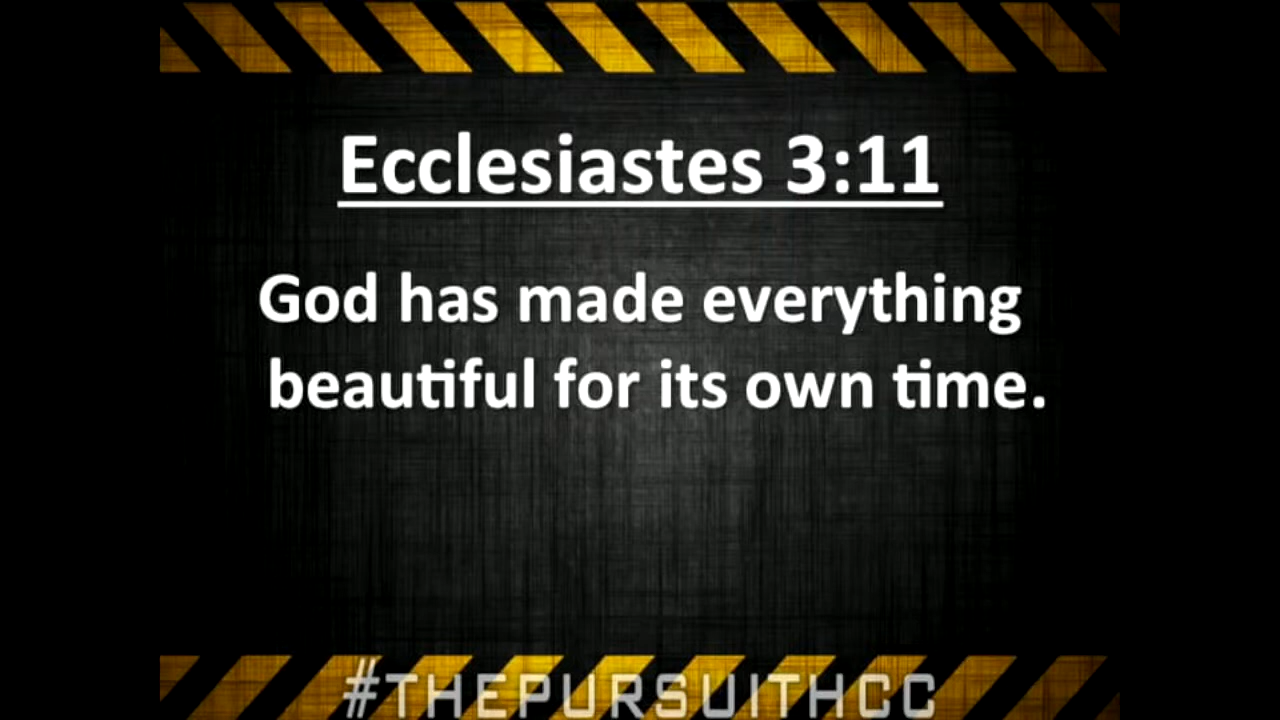 Ecclesiastes 3:11
God has made everything
beautiful for its own time.
#THEPURSUITHCC